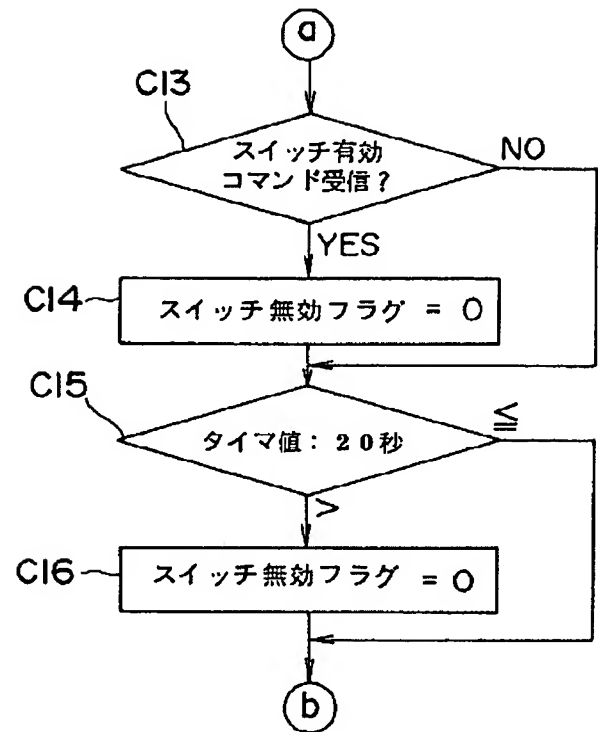 a
C13
スイッチ有効
コマンド受信?
NO
YES
C14
スイッチ無効フラグ = 0
C15
タイマ値: 20秒
≦
>
C16
スイッチ無効フラグ = 0
b